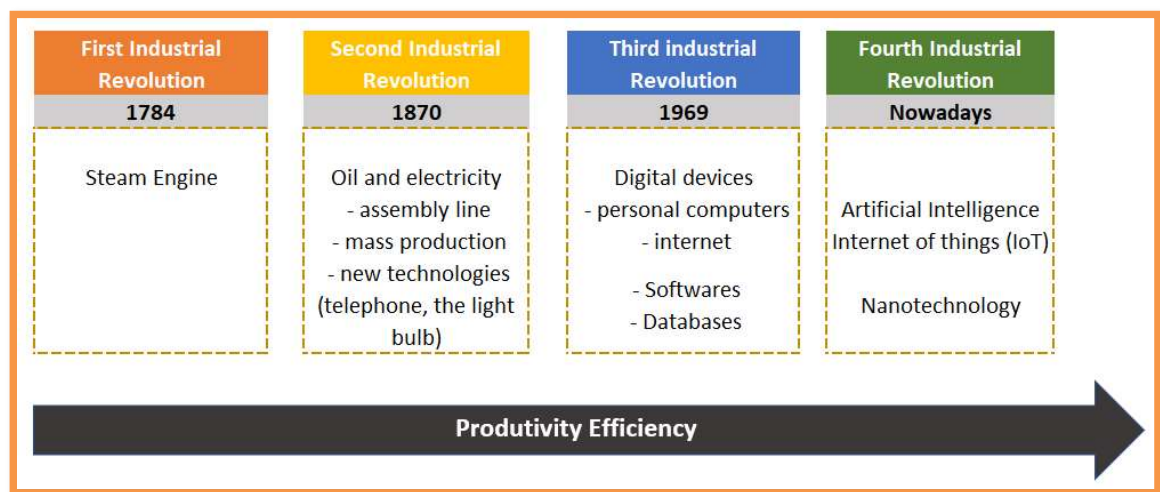 First Industrial
Revolution
1784
Steam Engine
Second Industrial
Revolution
1870
Oil and electricity
- assembly line
- mass production
- new technologies
(telephone, the light
bulb)
Third industrial
Revolution
1969
Digital devices
- personal computers
- internet
- Softwares
- Databases
Fourth Industrial
Revolution
Nowadays
Artificial Intelligence
Internet of things (IoT)
Nanotechnology
Produtivity Efficiency